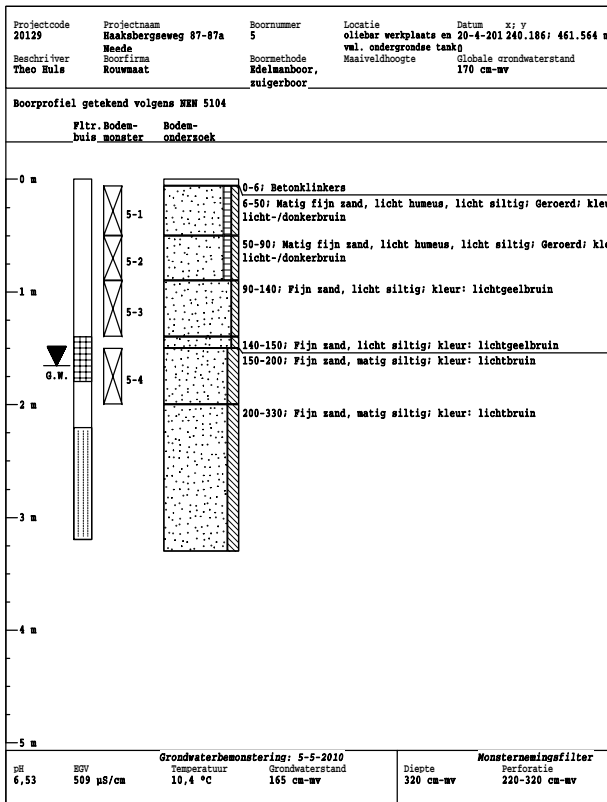 Projectcode Projectnaam Boornummer Locatie Datum x; y
20129 Haaksbergseweg 87-87a 5 oliebar werkplaats en 20-4-201 240.186; 461.564 m
Neede vml. ondergrondse tank 0
Beschrijver Boorfirma Boormethode Maaiveldhoogte Globale grondwaterstand
Theo Huls Rouwmaat Edelmanboor, 170 cm-mv
zuigerboor
Boorprofiel getekend volgens NEN 5104
Fltr. Bodem- Bodem-
buis monster onderzoek
0 m
0-6; Betonklinkers
6-50; Matig fijn zand, licht humeus, licht siltig; Geroerd; kleu
licht-/donkerbruin
5-1
50-90; Matig fijn zand, licht humeus, licht siltig; Geroerd; kle
licht-/donkerbruin
5-2
90-140; Fijn zand, licht siltig; kleur: lichtgeelbruin
1 m
5-3
140-150; Fijn zand, licht siltig; kleur: lichtgeelbruin
150-200; Fijn zand, matig siltig; kleur: lichtbruin
G.W.
5-4
2 m
200-330; Fijn zand, matig siltig; kleur: lichtbruin
3 m
4 m
5 m
Grondwaterbemonstering: 5-5-2010 Monsternemingsfilter
pH EGV Temperatuur Grondwaterstand Diepte Perforatie
6,53 509 µS/cm 10,4 °C 165 cm-mv 320 cm-mv 220-320 cm-mv